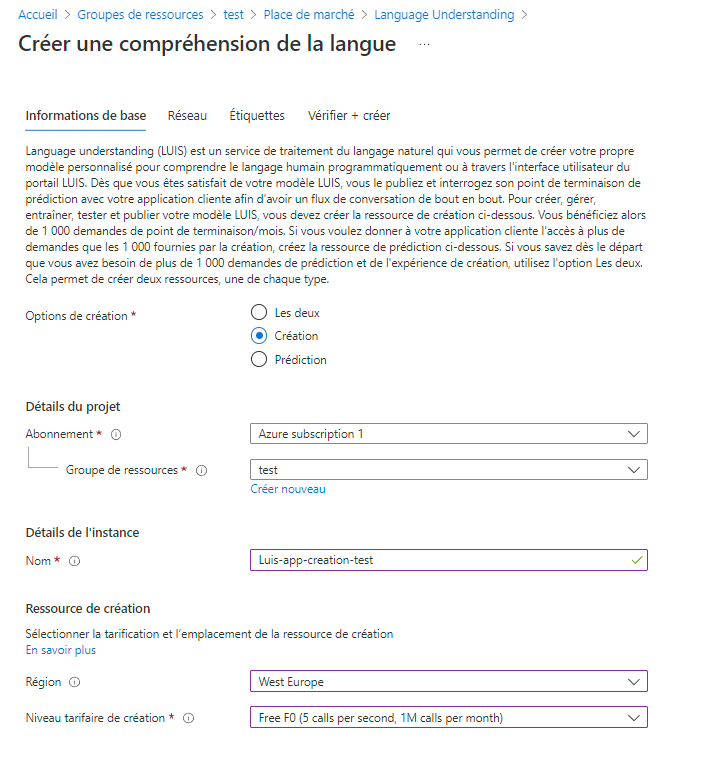 Accueil > Groupes de ressources > test > Place de marché > Language Understanding >
Créer une compréhension de la langue ...
Informations de base Réseau Étiquettes Vérifier + créer
Language understanding (LUIS) est un service de traitement du langage naturel qui vous permet de créer votre propre
modèle personnalisé pour comprendre le langage humain programmatiquement ou à travers l'interface utilisateur du
portail LUIS. Dès que vous êtes satisfait de votre modèle LUIS, vous le publiez et interrogez son point de terminaison de
prédiction avec votre application cliente afin d'avoir un flux de conversation de bout en bout. Pour créer, gérer,
entraîner, tester et publier votre modèle LUIS, vous devez créer la ressource de création ci-dessous. Vous bénéficiez alors
de 1 000 demandes de point de terminaison/mois. Si vous voulez donner à votre application cliente l'accès à plus de
demandes que les 1 000 fournies par la création, créez la ressource de prédiction ci-dessous. Si vous savez dès le départ
que vous avez besoin de plus de 1 000 demandes de prédiction et de l'expérience de création, utilisez l'option Les deux.
Cela permet de créer deux ressources, une de chaque type.
Options de création *
Les deux
Création
Prédiction
Détails du projet
Abonnement * Azure subscription 1
Groupe de ressources * test
Créer nouveau
Détails de l'instance
Nom * Luis-app-creation-test
Ressource de création
Sélectionner la tarification et l'emplacement de la ressource de création
En savoir plus
Région West Europe
Niveau tarifaire de création * Free F0 (5 calls per second, 1M calls per month)